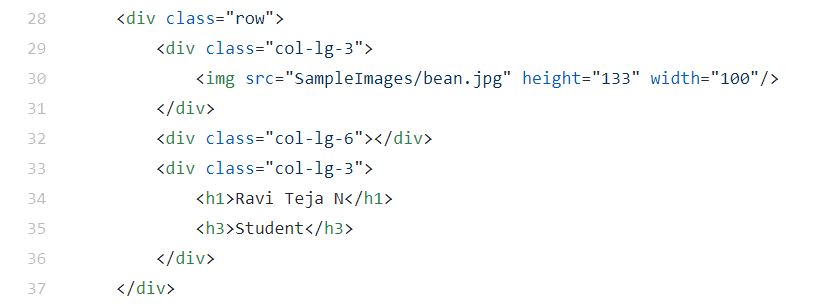 28 <div class="row">
29 <div class="col-lg-3">
30 <img src="SampleImages/bean.jpg" height="133" width="100"/>
31 </div>
32 <div class="col-lg-6"></div>
33 <div class="col-lg-3">
34 <h1>Ravi Teja N</h1>
35 <h3>Student</h3>
36 </div>
37 </div>